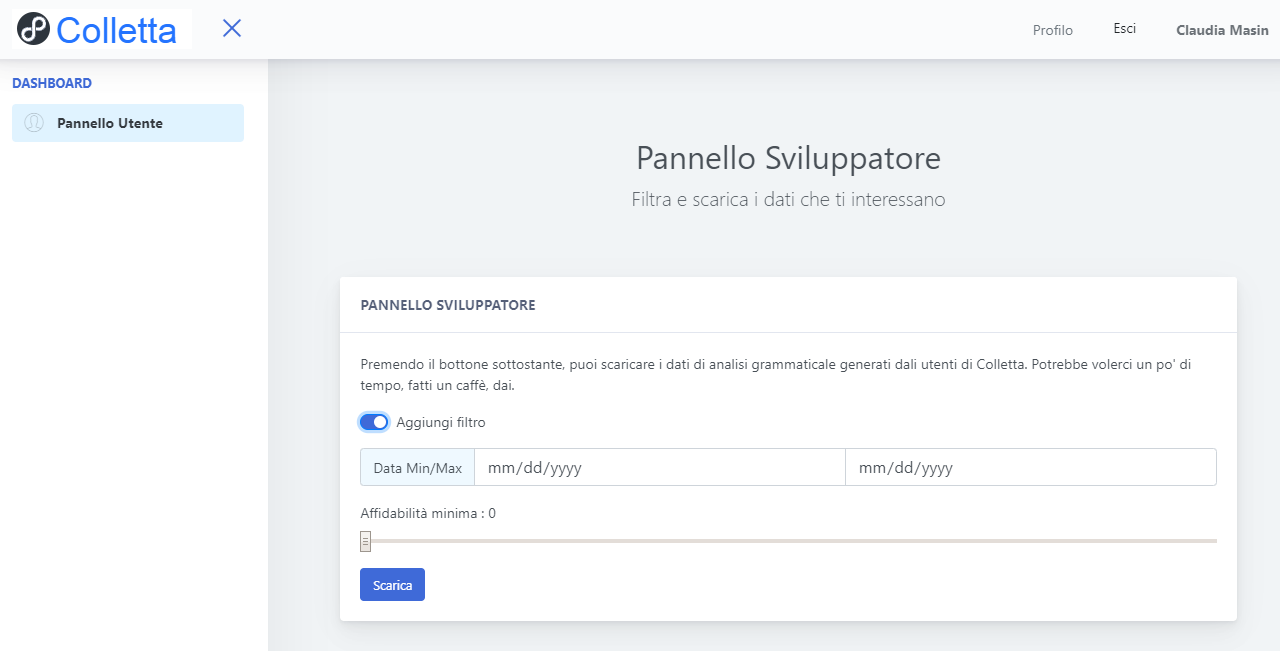 Colletta
Profilo
Esci
Claudia Masin
DASHBOARD
Pannello Utente
Pannello Sviluppatore
Filtra e scarica i dati che ti interessano
PANNELLO SVILUPPATORE
Premendo il bottone sottostante, puoi scaricare i dati di analisi grammaticale generati dali utenti di Colletta. Potrebbe volerci un po' di
tempo, fatti un caffè, dai.
Aggiungi filtro
Data Min/Max mm/dd/yyyy mm/dd/yyyy
Affidabilità minima : 0
Scarica